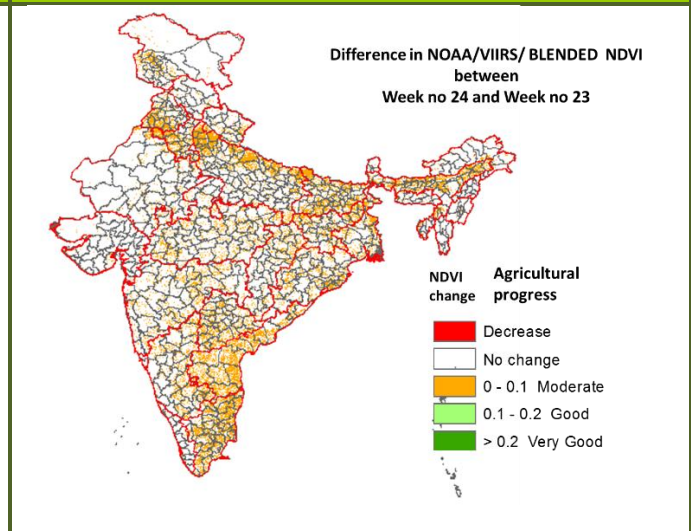 Difference in NOAA/VIIRS/ BLENDED NDVI
between
Week no 24 and Week no 23
NDVI change
Agricultural progress
Decrease
No change
0 - 0.1 Moderate
0.1 - 0.2 Good
> 0.2 Very Good